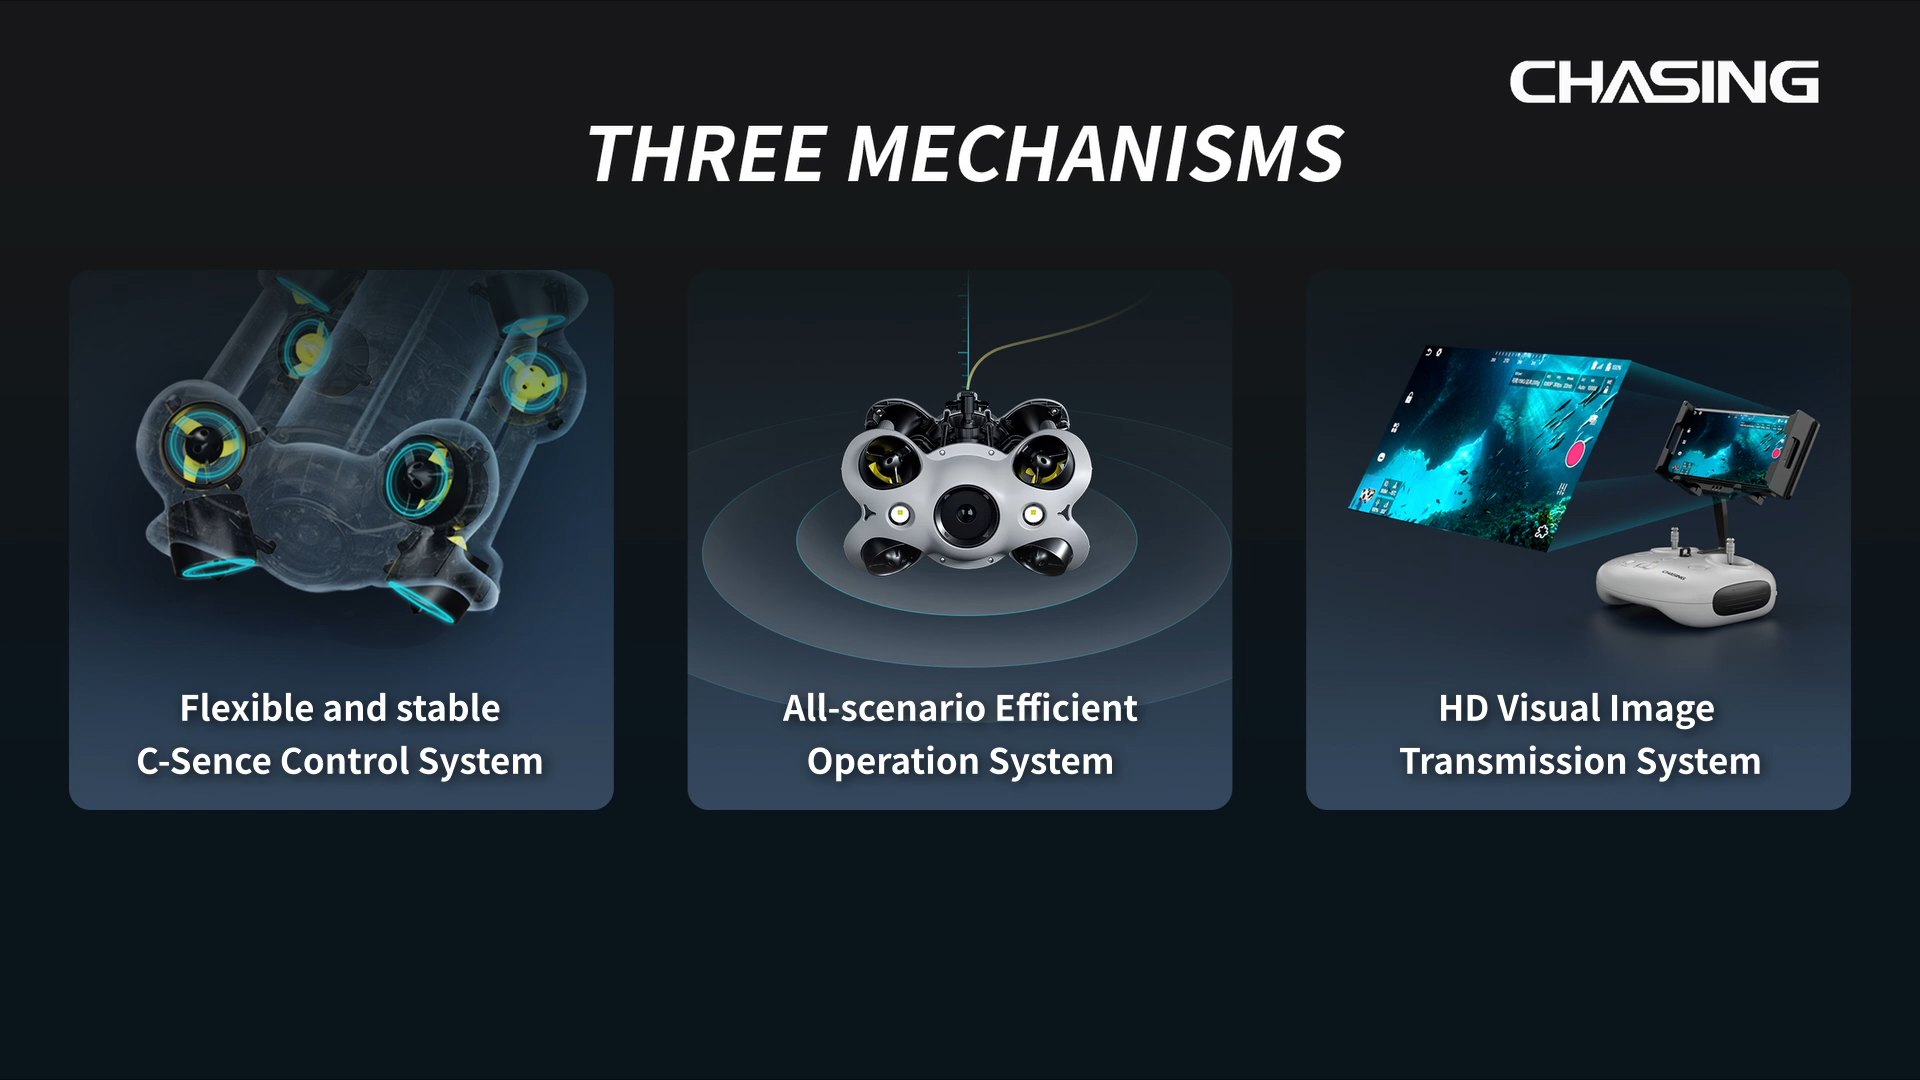 CHASING
THREE MECHANISMS
Flexible and stable
C-Sence Control System
All-scenario Efficient
Operation System
CHASING
HD Visual Image
Transmission System